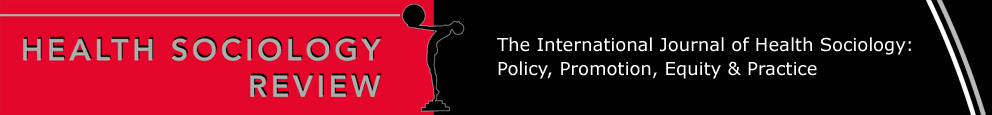 HEALTH SOCIOLOGY
REVIEW
The International Journal of Health Sociology:
Policy, Promotion, Equity & Practice